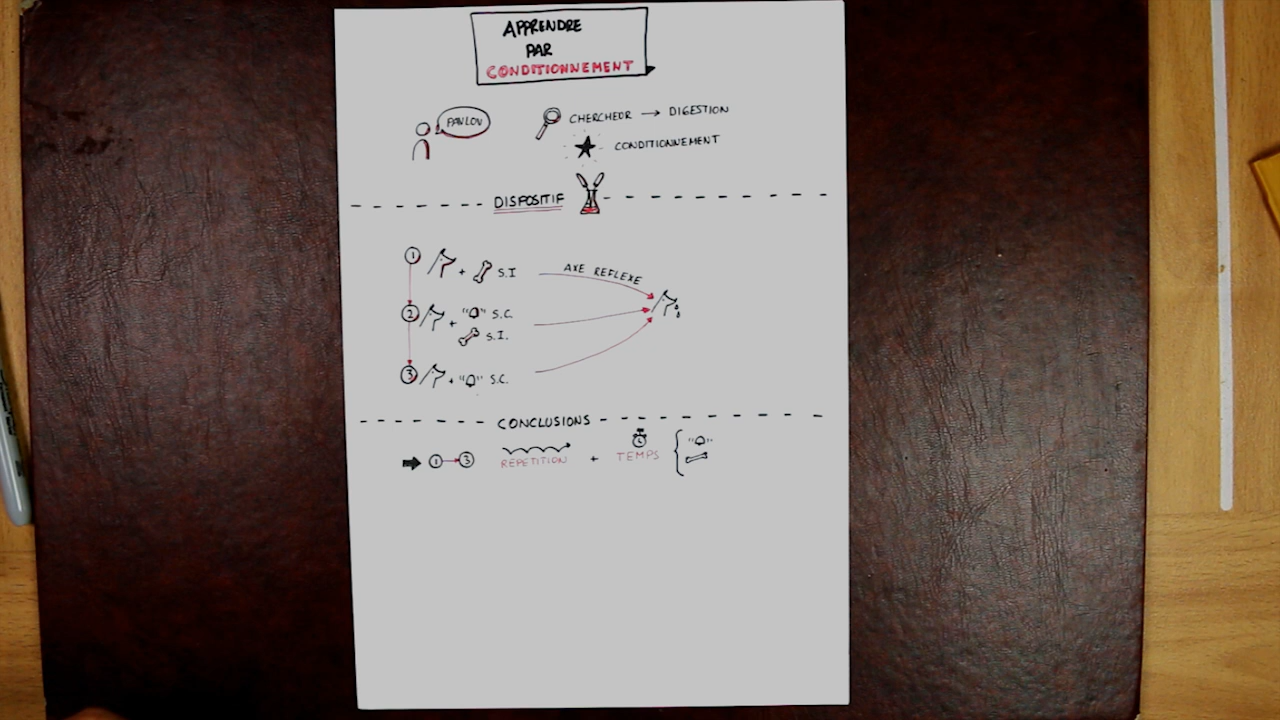 APPRENDRE
PAR
CONDITIONNEMENT
PAVLOV
CHERCHEUR → DIGESTION
CONDITIONNEMENT
DISPOSITIF
1 + S.I
AXE REFLEXE
2 + " " S.C.
S.I.
3 + " " S.C.
CONCLUSIONS
1 → 3 REPETITION + TEMPS { " "